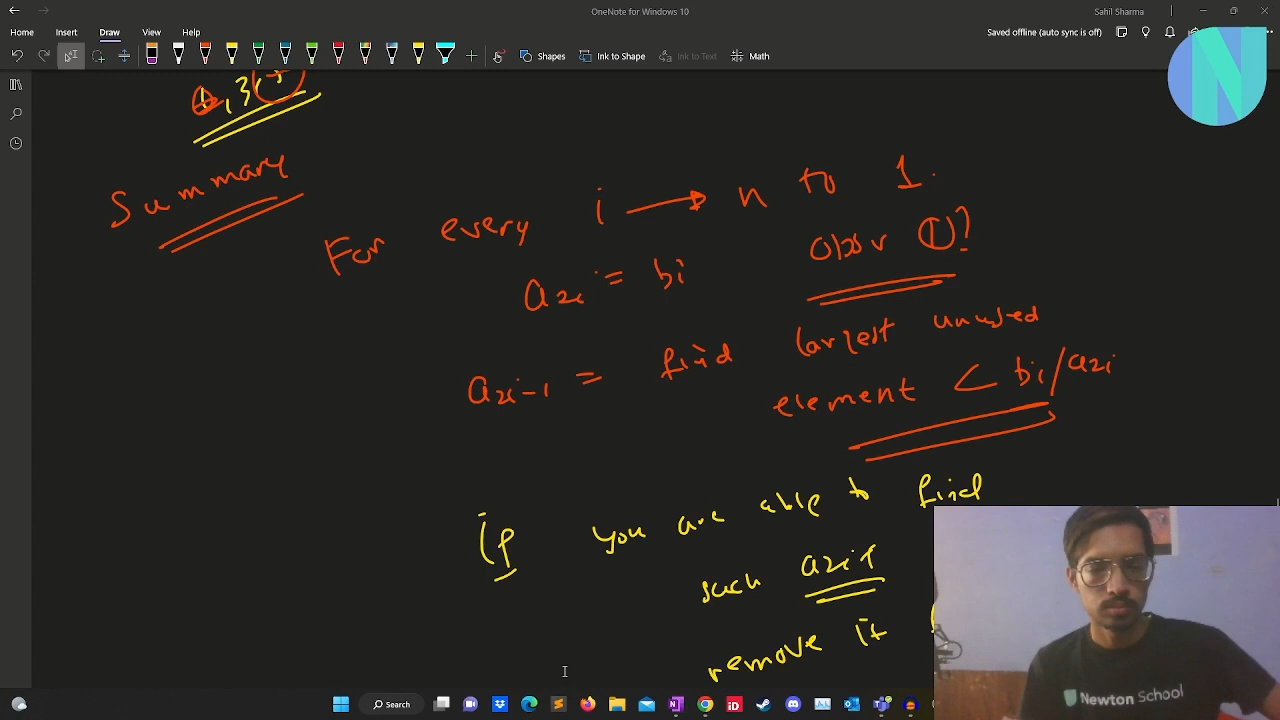 OneNote for Windows 10
Sahil Sharma
Home Insert Draw View Help
Saved offline (auto sync is off)
Shapes Ink to Shape Ink to Text Math
Summary
For every i → n to 1.
a2i = bi obsv ①?
a2i-1 = find largest unused
element < bi/a2i
If you are able to find
such a2i-1
remove it
Newton School
Search